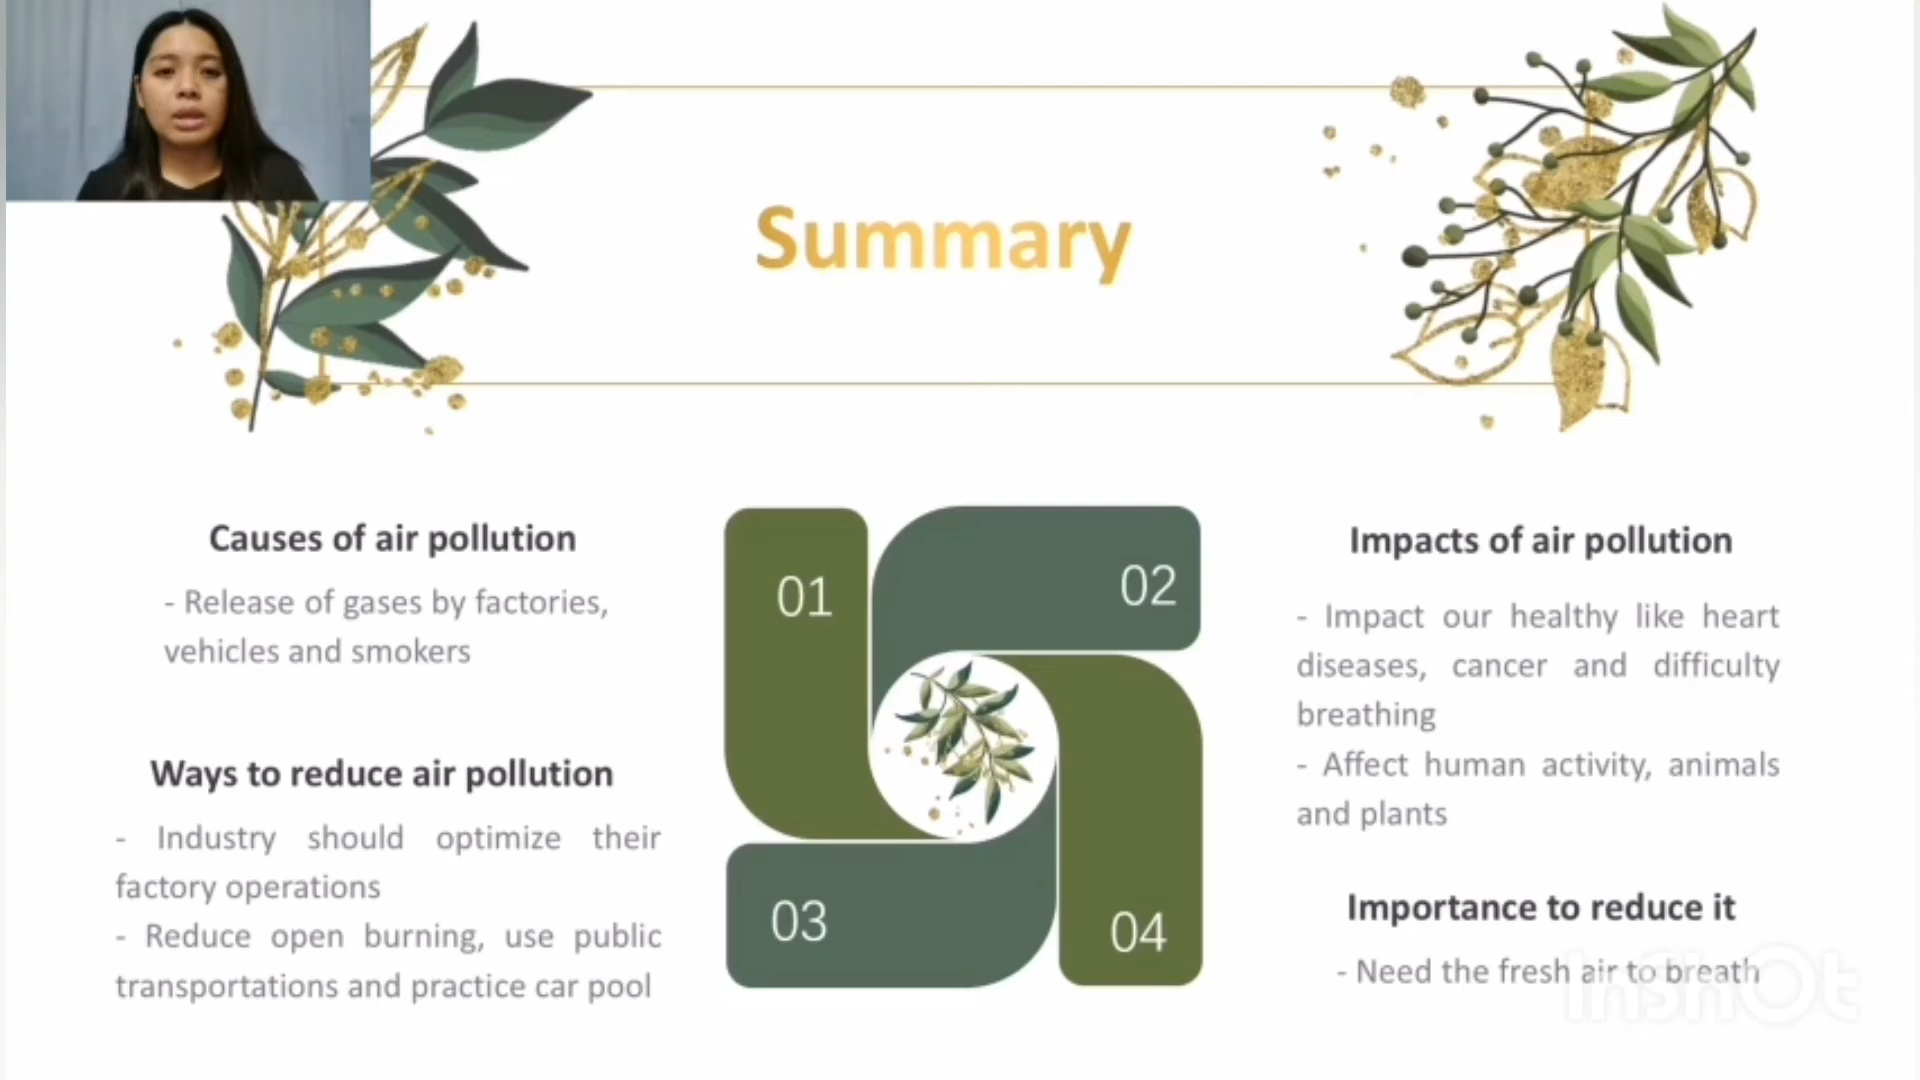 Summary
Causes of air pollution
- Release of gases by factories,
vehicles and smokers
01
02
Impacts of air pollution
- Impact our healthy like heart
diseases, cancer and difficulty
breathing
- Affect human activity, animals
and plants
Ways to reduce air pollution
- Industry should optimize their
factory operations
- Reduce open burning, use public
transportations and practice car pool
03
04
Importance to reduce it
- Need the fresh air to breath
InShOt